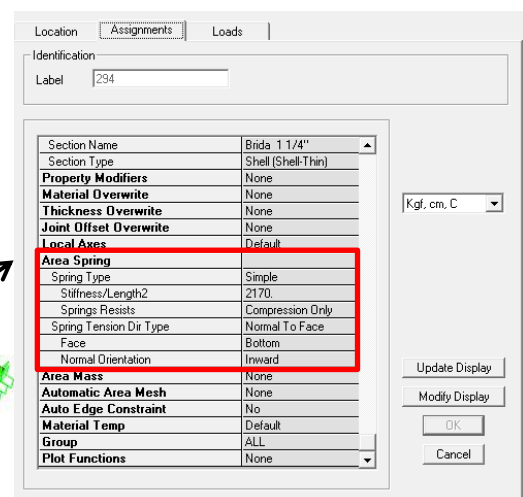 Location Assignments Loads
Identification
Label 294
Section Name Brida 1 1/4"
Section Type Shell (Shell-Thin)
Property Modifiers None
Material Overwrite None
Thickness Overwrite None
Joint Offset Overwrite None
Local Axes Default
Area Spring
Spring Type Simple
Stiffness/Length2 2170.
Springs Resists Compression Only
Spring Tension Dir Type Normal To Face
Face Bottom
Normal Orientation Inward
Area Mass None
Automatic Area Mesh None
Auto Edge Constraint No
Material Temp Default
Group ALL
Plot Functions None
Kgf, cm, C
Update Display
Modify Display
OK
Cancel